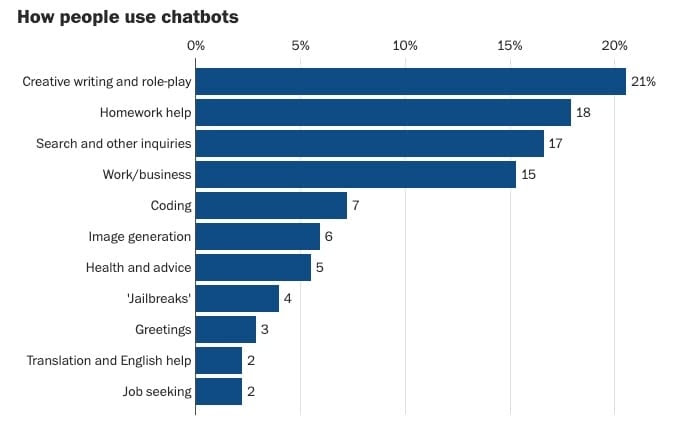 How people use chatbots
0% 5% 10% 15% 20%
Creative writing and role-play 21%
Homework help 18
Search and other inquiries 17
Work/business 15
Coding 7
Image generation 6
Health and advice 5
'Jailbreaks' 4
Greetings 3
Translation and English help 2
Job seeking 2